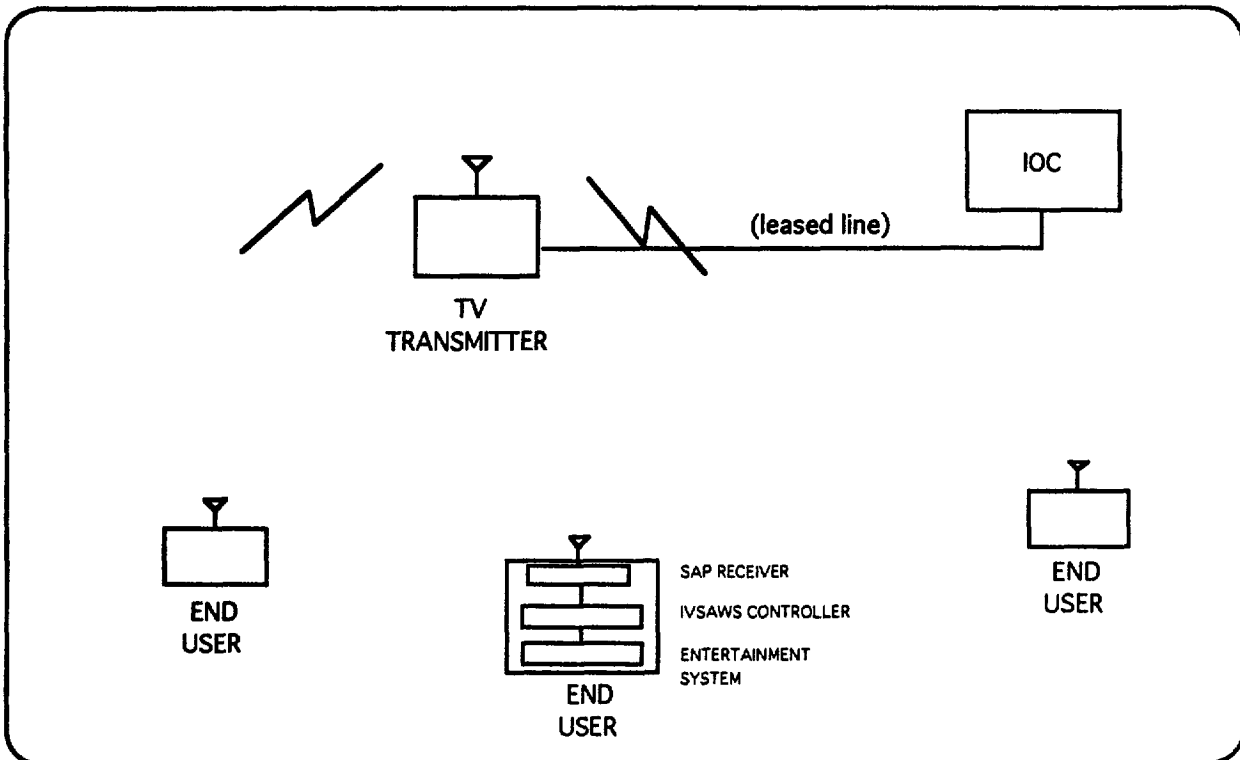 IOC
(leased line)
TV
TRANSMITTER
SAP RECEIVER
IVSAWS CONTROLLER
ENTERTAINMENT
SYSTEM
END
USER
END
USER
END
USER